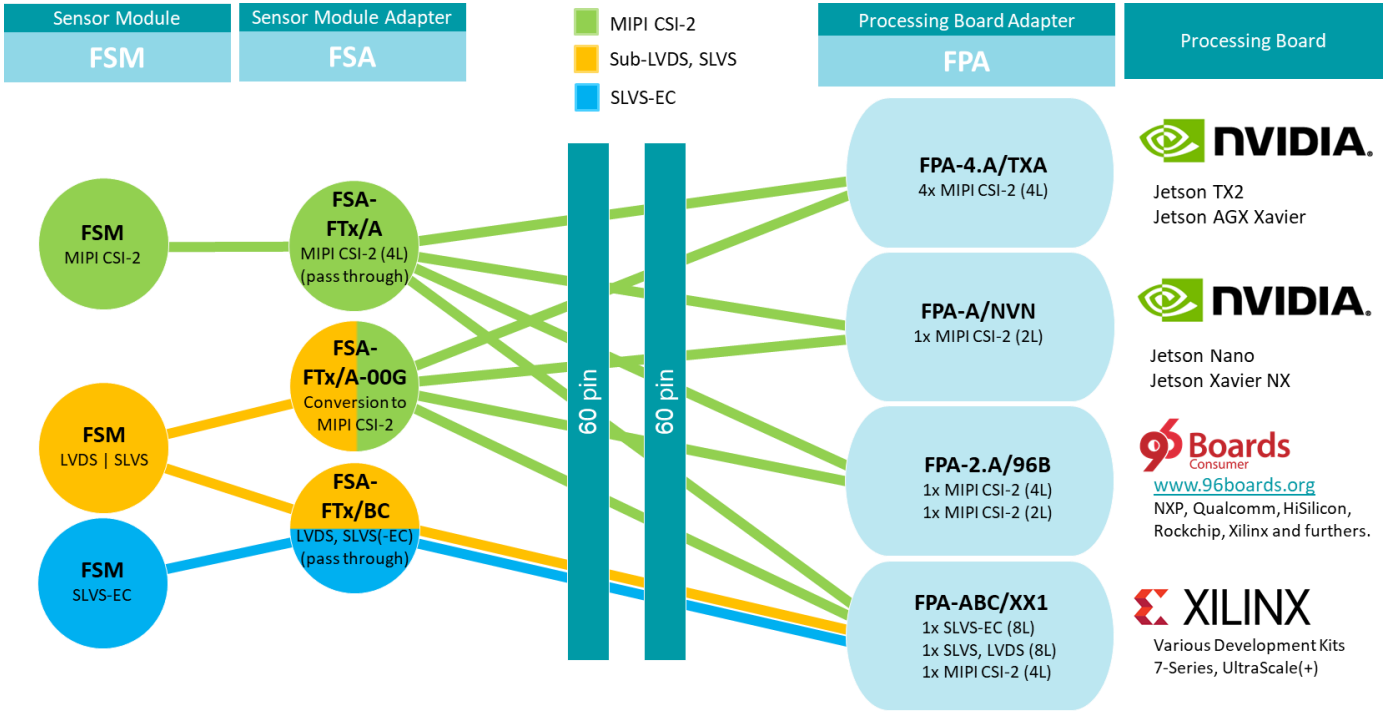 Sensor Module
FSM
Sensor Module Adapter
FSA
MIPI CSI-2
Sub-LVDS, SLVS
SLVS-EC
Processing Board Adapter
FPA
Processing Board
FSM
MIPI CSI-2
FSM
LVDS | SLVS
FSM
SLVS-EC
FSA-
FTx/A
MIPI CSI-2 (4L)
(pass through)
FSA-
FTx/A-00G
Conversion to
MIPI CSI-2
FSA-
FTx/BC
LVDS, SLVS(-EC)
(pass through)
60 pin
60 pin
FPA-4.A/TXA
4x MIPI CSI-2 (4L)
FPA-A/NVN
1x MIPI CSI-2 (2L)
FPA-2.A/96B
1x MIPI CSI-2 (4L)
1x MIPI CSI-2 (2L)
FPA-ABC/XX1
1x SLVS-EC (8L)
1x SLVS, LVDS (8L)
1x MIPI CSI-2 (4L)
NVIDIA.
Jetson TX2
Jetson AGX Xavier
NVIDIA.
Jetson Nano
Jetson Xavier NX
96Boards
Consumer
www.96boards.org
NXP, Qualcomm, HiSilicon,
Rockchip, Xilinx and furthers.
XILINX
Various Development Kits
7-Series, UltraScale(+)